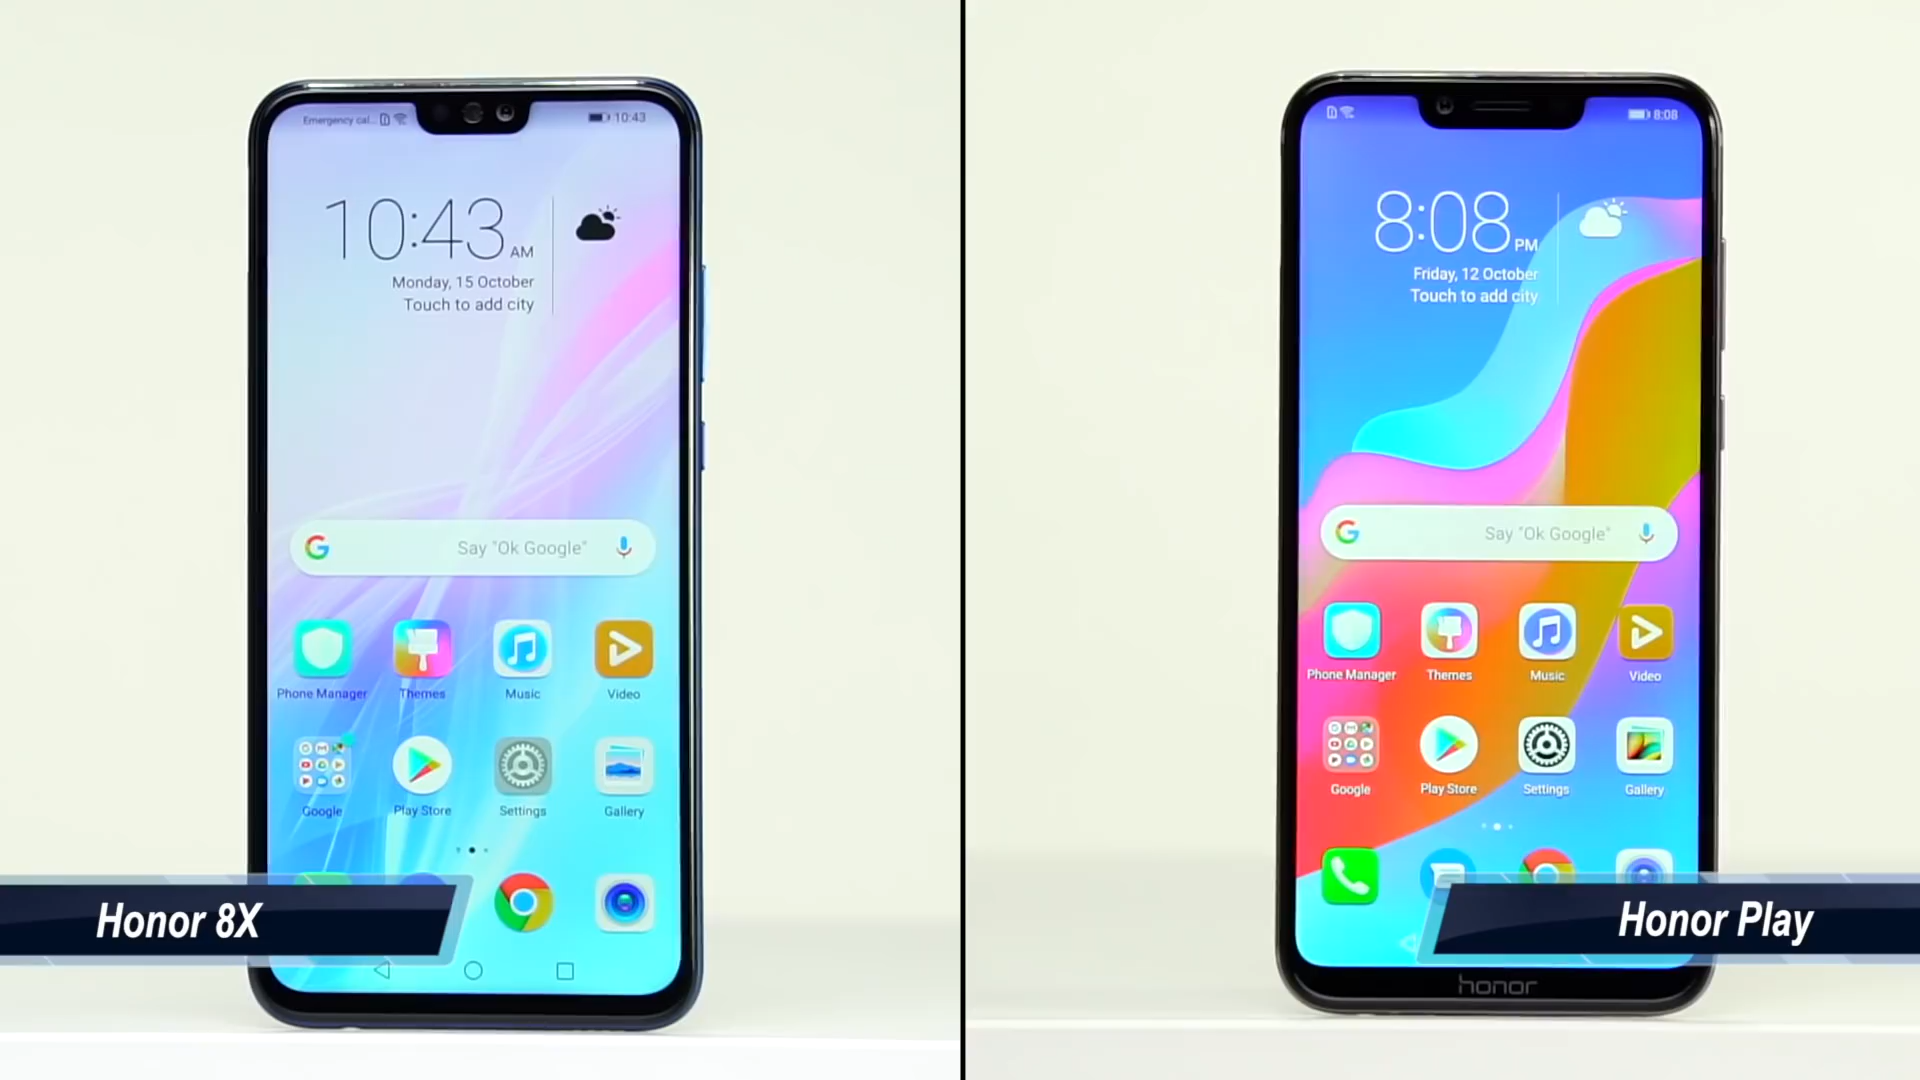 Emergency cal...
10:43
10:43 AM
Monday, 15 October
Touch to add city
Say "Ok Google"
Phone Manager
Themes
Music
Video
Google
Play Store
Settings
Gallery
Honor 8X
8:08
8:08 PM
Friday, 12 October
Touch to add city
Say "Ok Google"
Phone Manager
Themes
Music
Video
Google
Play Store
Settings
Gallery
Honor Play
honor